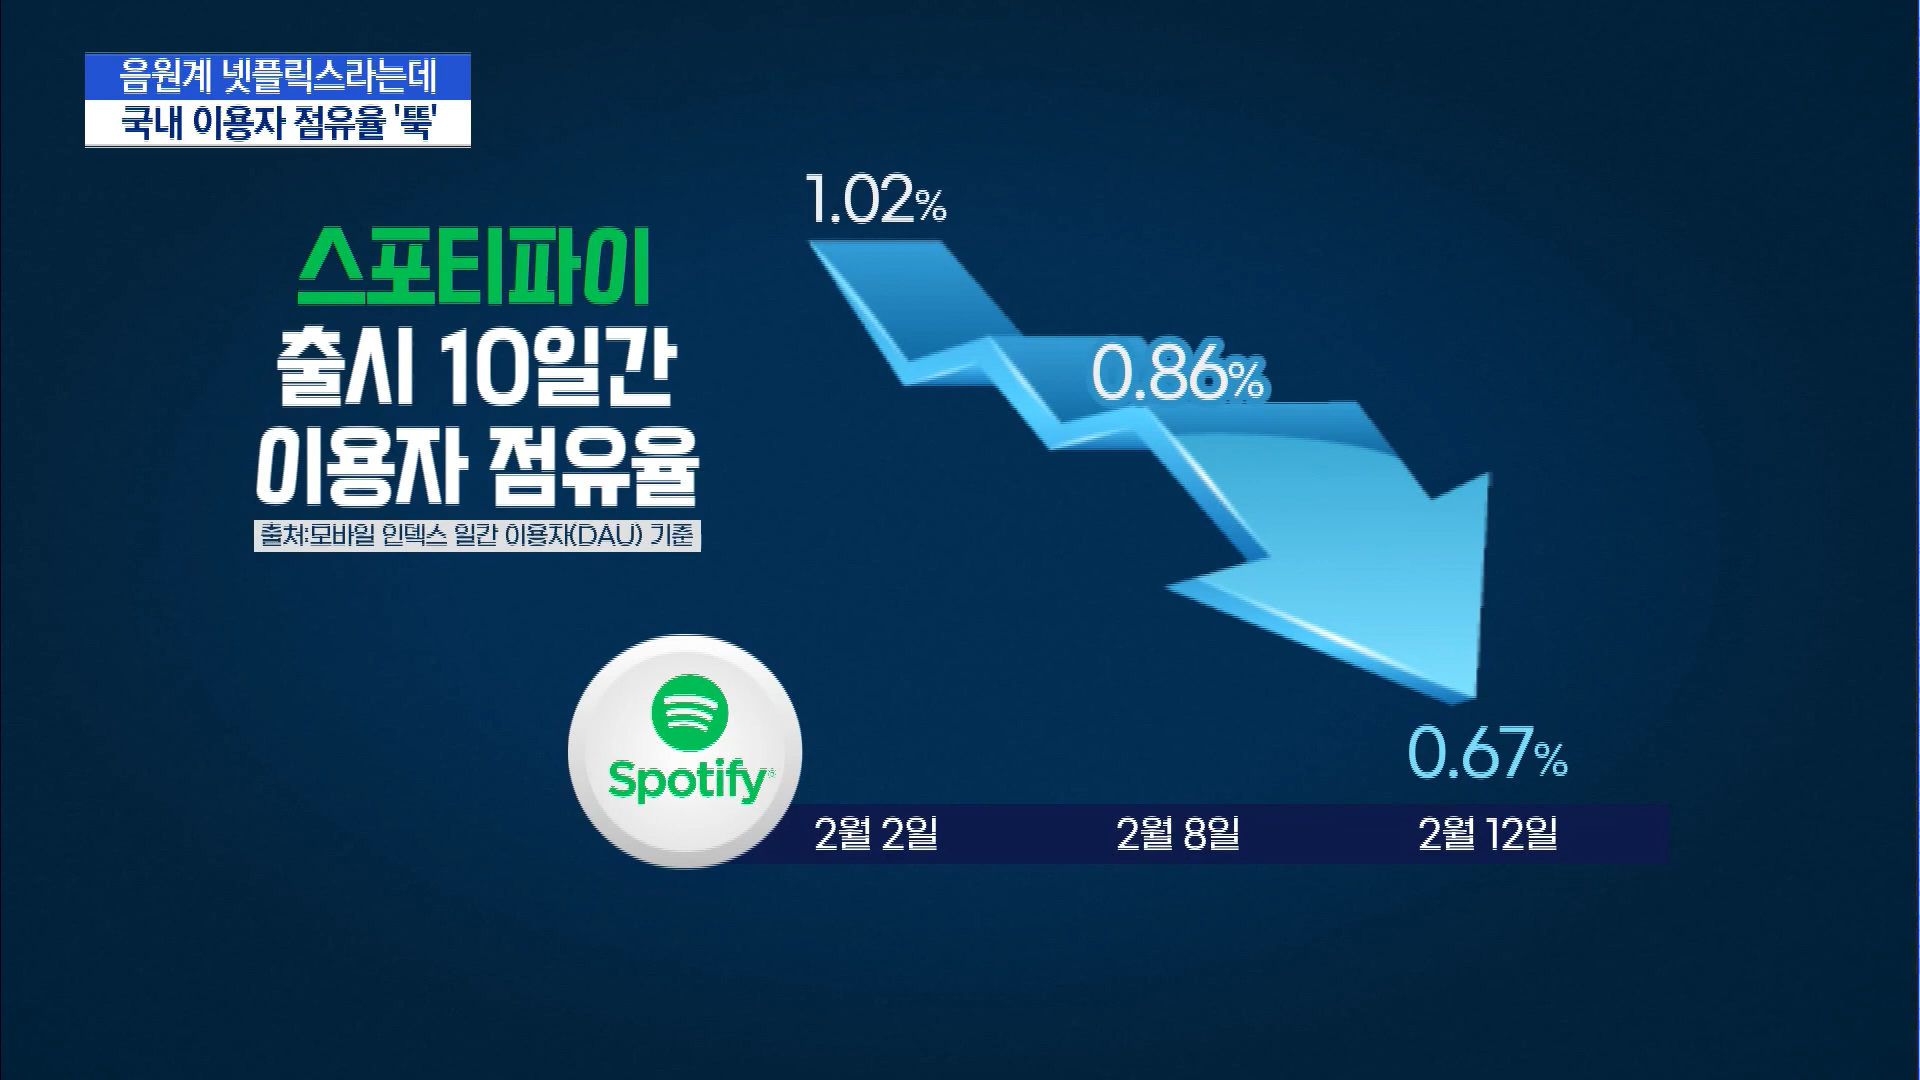 음원계 넷플릭스라는데
국내 이용자 점유율 '뚝'
스포티파이
출시 10일간
이용자 점유율
출처:모바일 인덱스 일간 이용자(DAU) 기준
1.02%
0.86%
0.67%
Spotify®
2월 2일 2월 8일 2월 12일